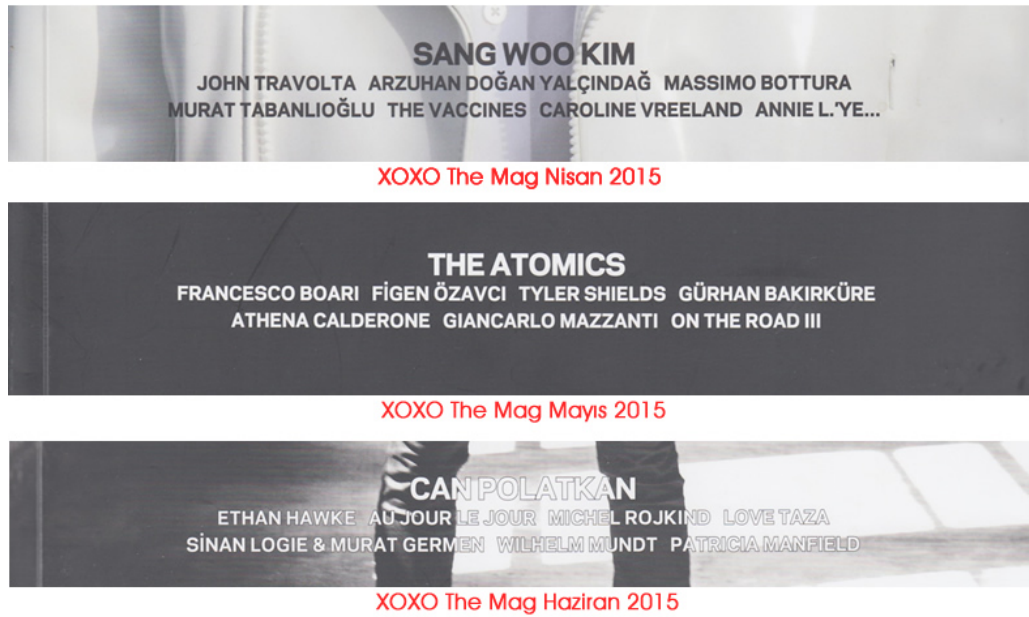 SANG WOO KIM
JOHN TRAVOLTA ARZUHAN DOĞAN YALÇINDAĞ MASSIMO BOTTURA
MURAT TABANLIOĞLU THE VACCINES CAROLINE VREELAND ANNIE L.'YE...
XOXO The Mag Nisan 2015
THE ATOMICS
FRANCESCO BOARI FİGEN ÖZAVCI TYLER SHIELDS GÜRHAN BAKIRKÜRE
ATHENA CALDERONE GIANCARLO MAZZANTI ON THE ROAD III
XOXO The Mag Mayıs 2015
CAN POLATKAN
ETHAN HAWKE AU JOUR LE JOUR MICHEL ROJKIND LOVE TAZA
SİNAN LOGIE & MURAT GERMEN WILHELM MUNDT PATRICIA MANFIELD
XOXO The Mag Haziran 2015